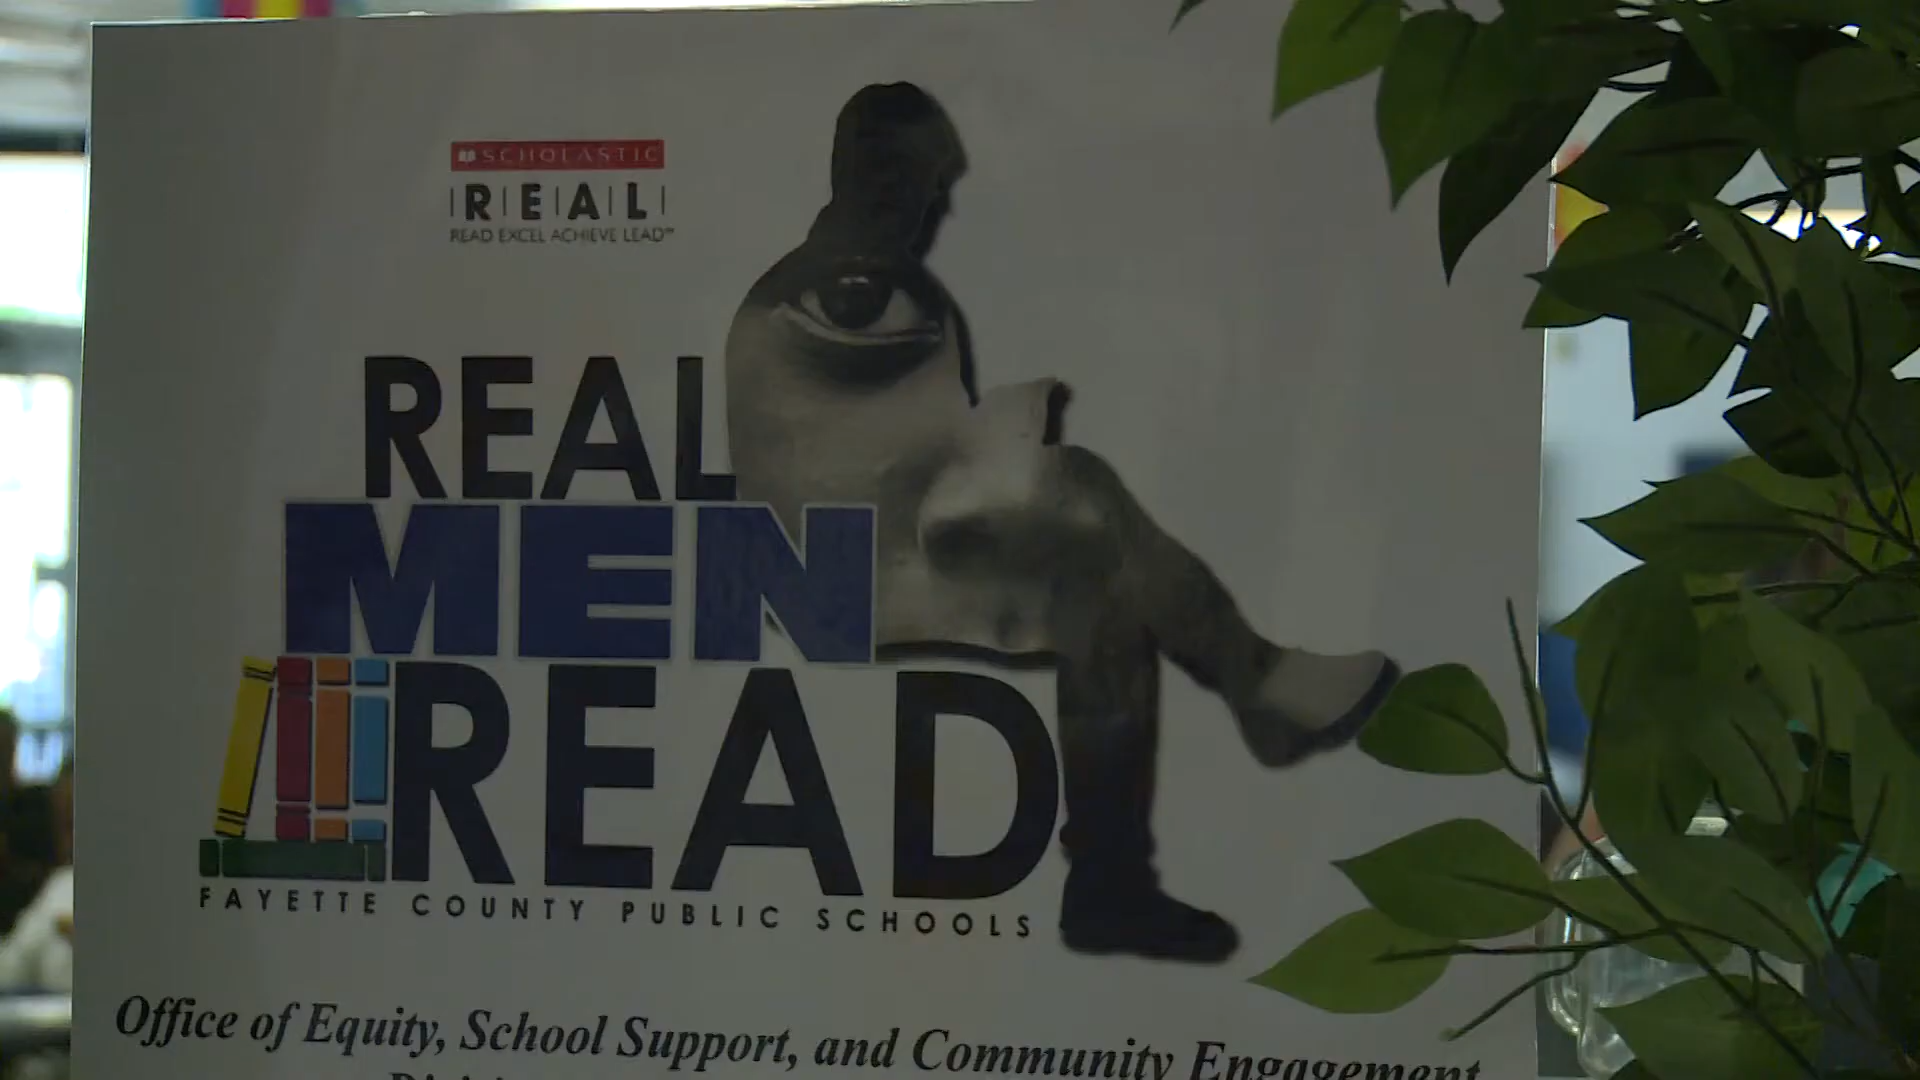 SCHOLASTIC
REAL
READ EXCEL ACHIEVE LEAD™
REAL
MEN
READ
FAYETTE COUNTY PUBLIC SCHOOLS
Office of Equity, School Support, and Community Engagement